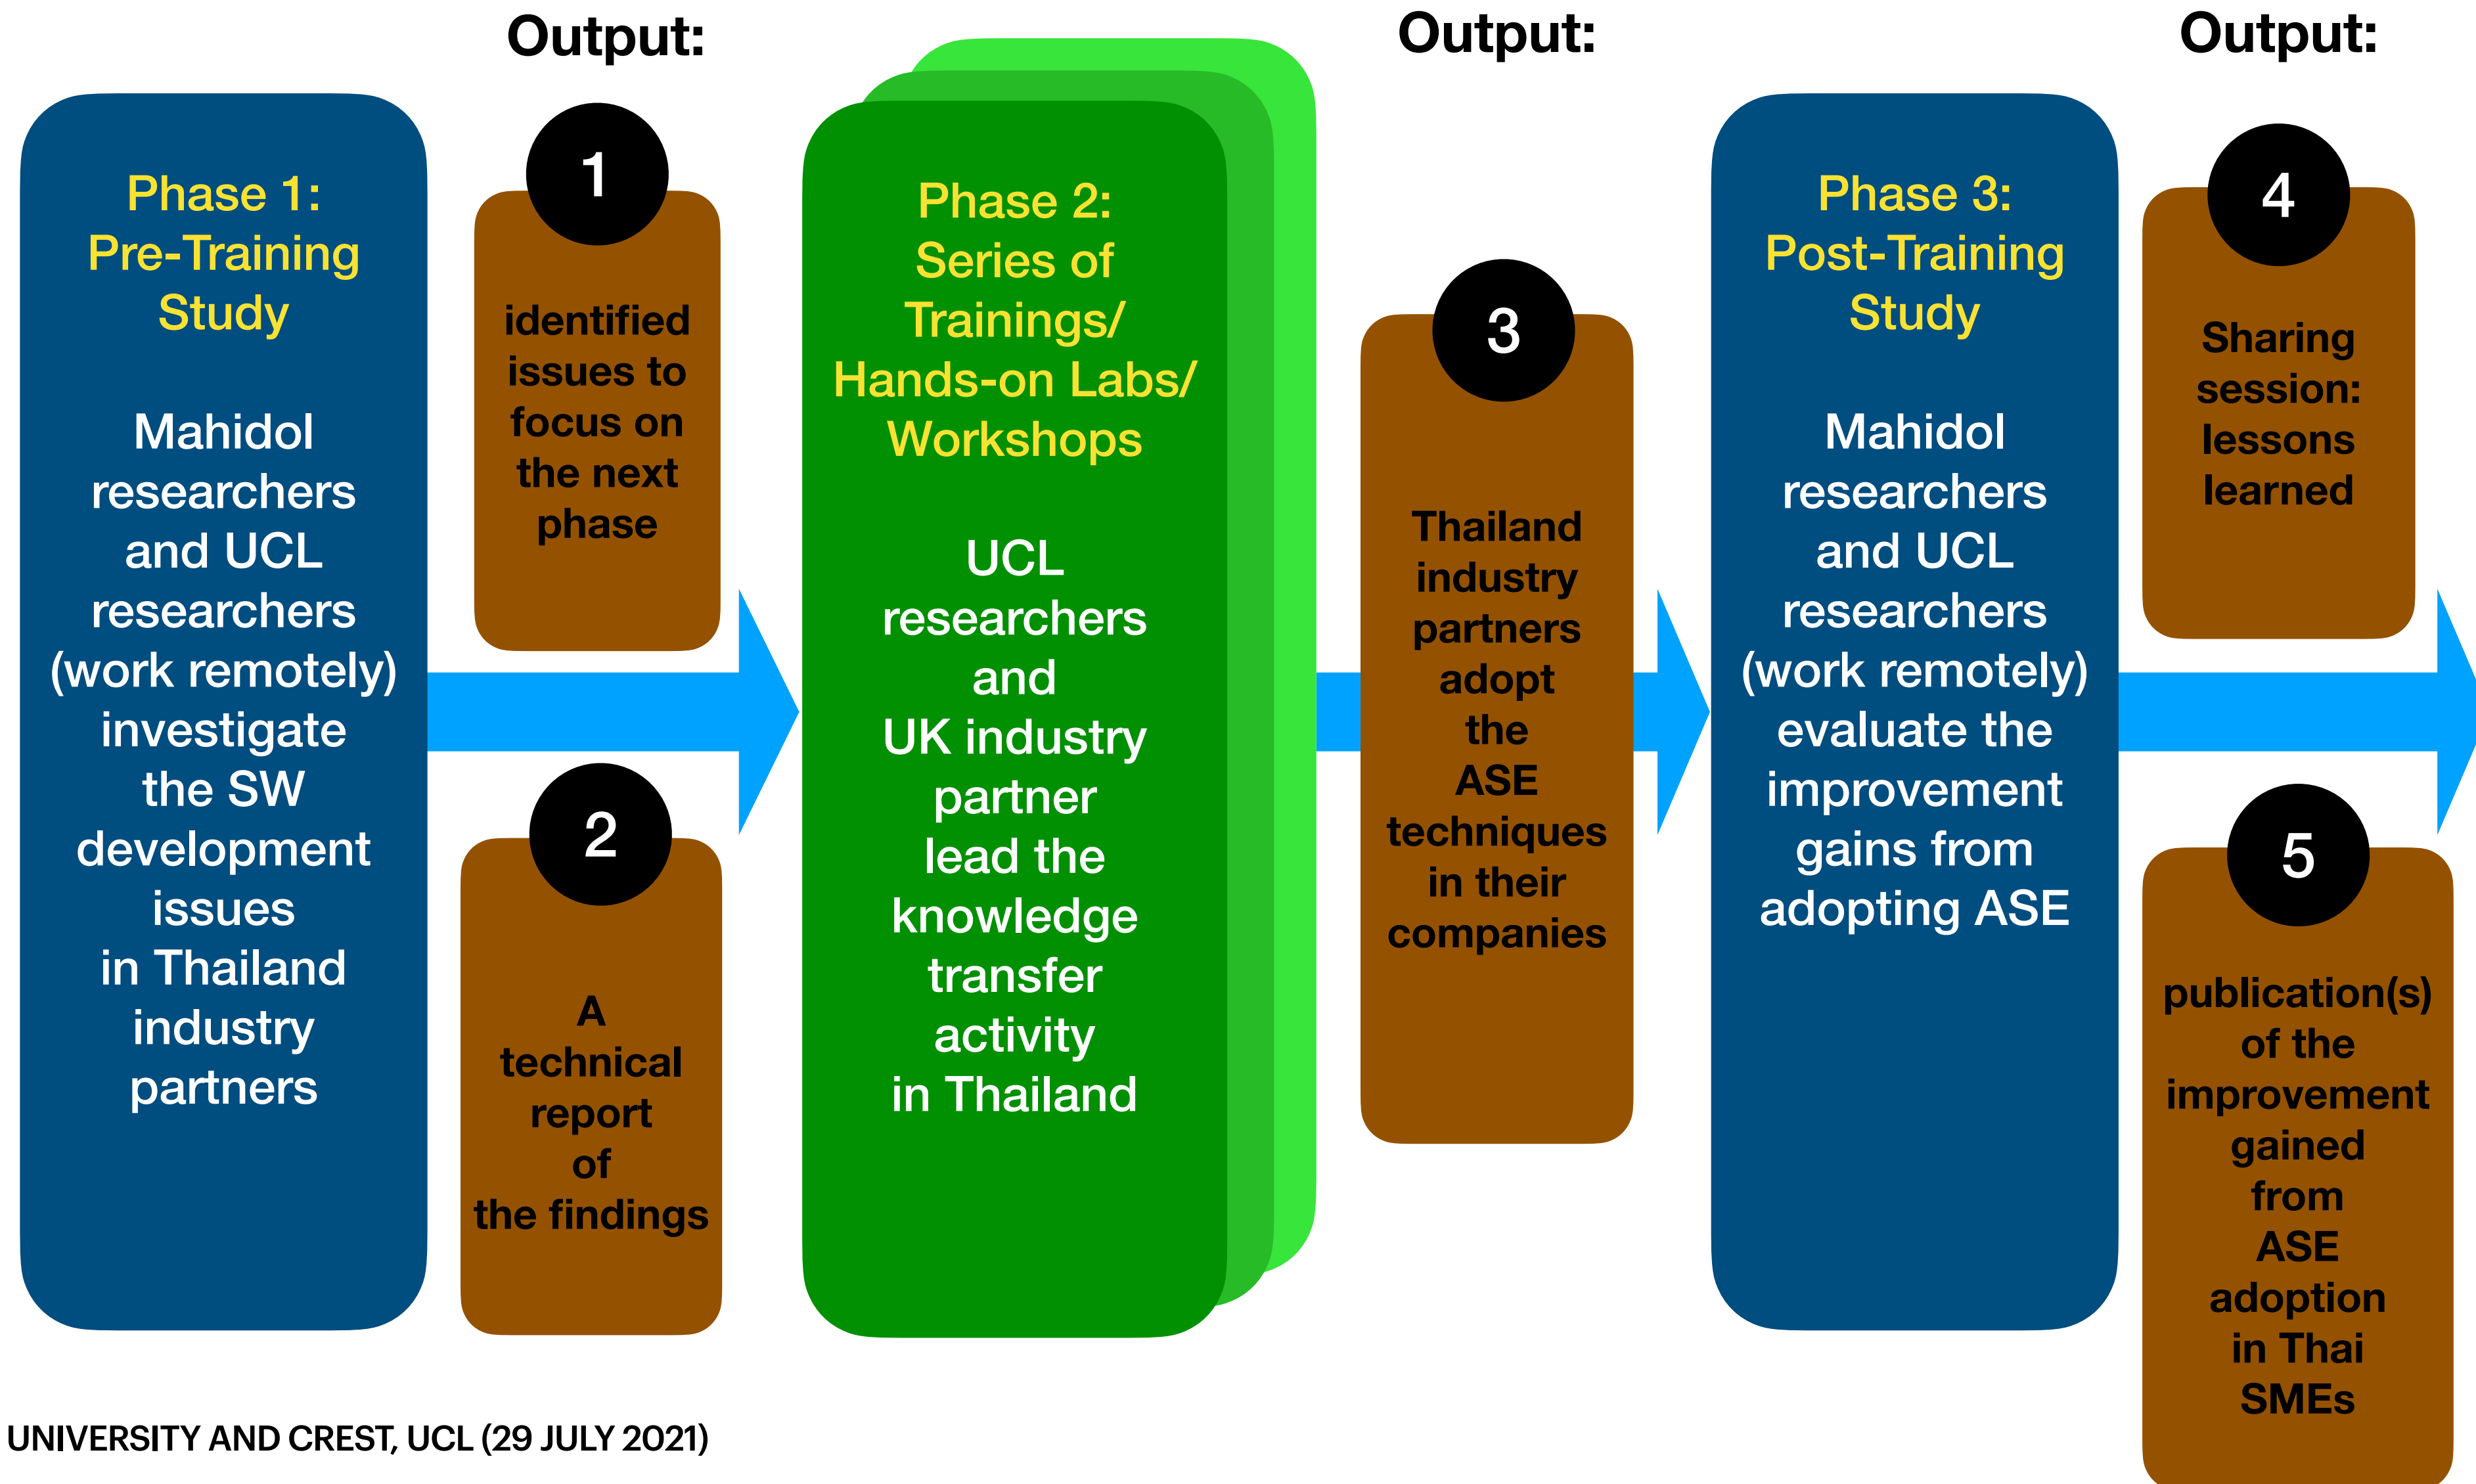 Output:
Output:
Output:
Phase 1:
Pre-Training
Study
Mahidol
researchers
and UCL
researchers
(work remotely)
investigate
the SW
development
issues
in Thailand
industry
partners
1
identified
issues to
focus on
the next
phase
2
A
technical
report
of
the findings
Phase 2:
Series of
Trainings/
Hands-on Labs/
Workshops
UCL
researchers
and
UK industry
partner
lead the
knowledge
transfer
activity
in Thailand
3
Thailand
industry
partners
adopt
the
ASE
techniques
in their
companies
Phase 3:
Post-Training
Study
Mahidol
researchers
and UCL
researchers
(work remotely)
evaluate the
improvement
gains from
adopting ASE
4
Sharing
session:
lessons
learned
5
publication(s)
of the
improvement
gained
from
ASE
adoption
in Thai
SMEs
UNIVERSITY AND CREST, UCL (29 JULY 2021)